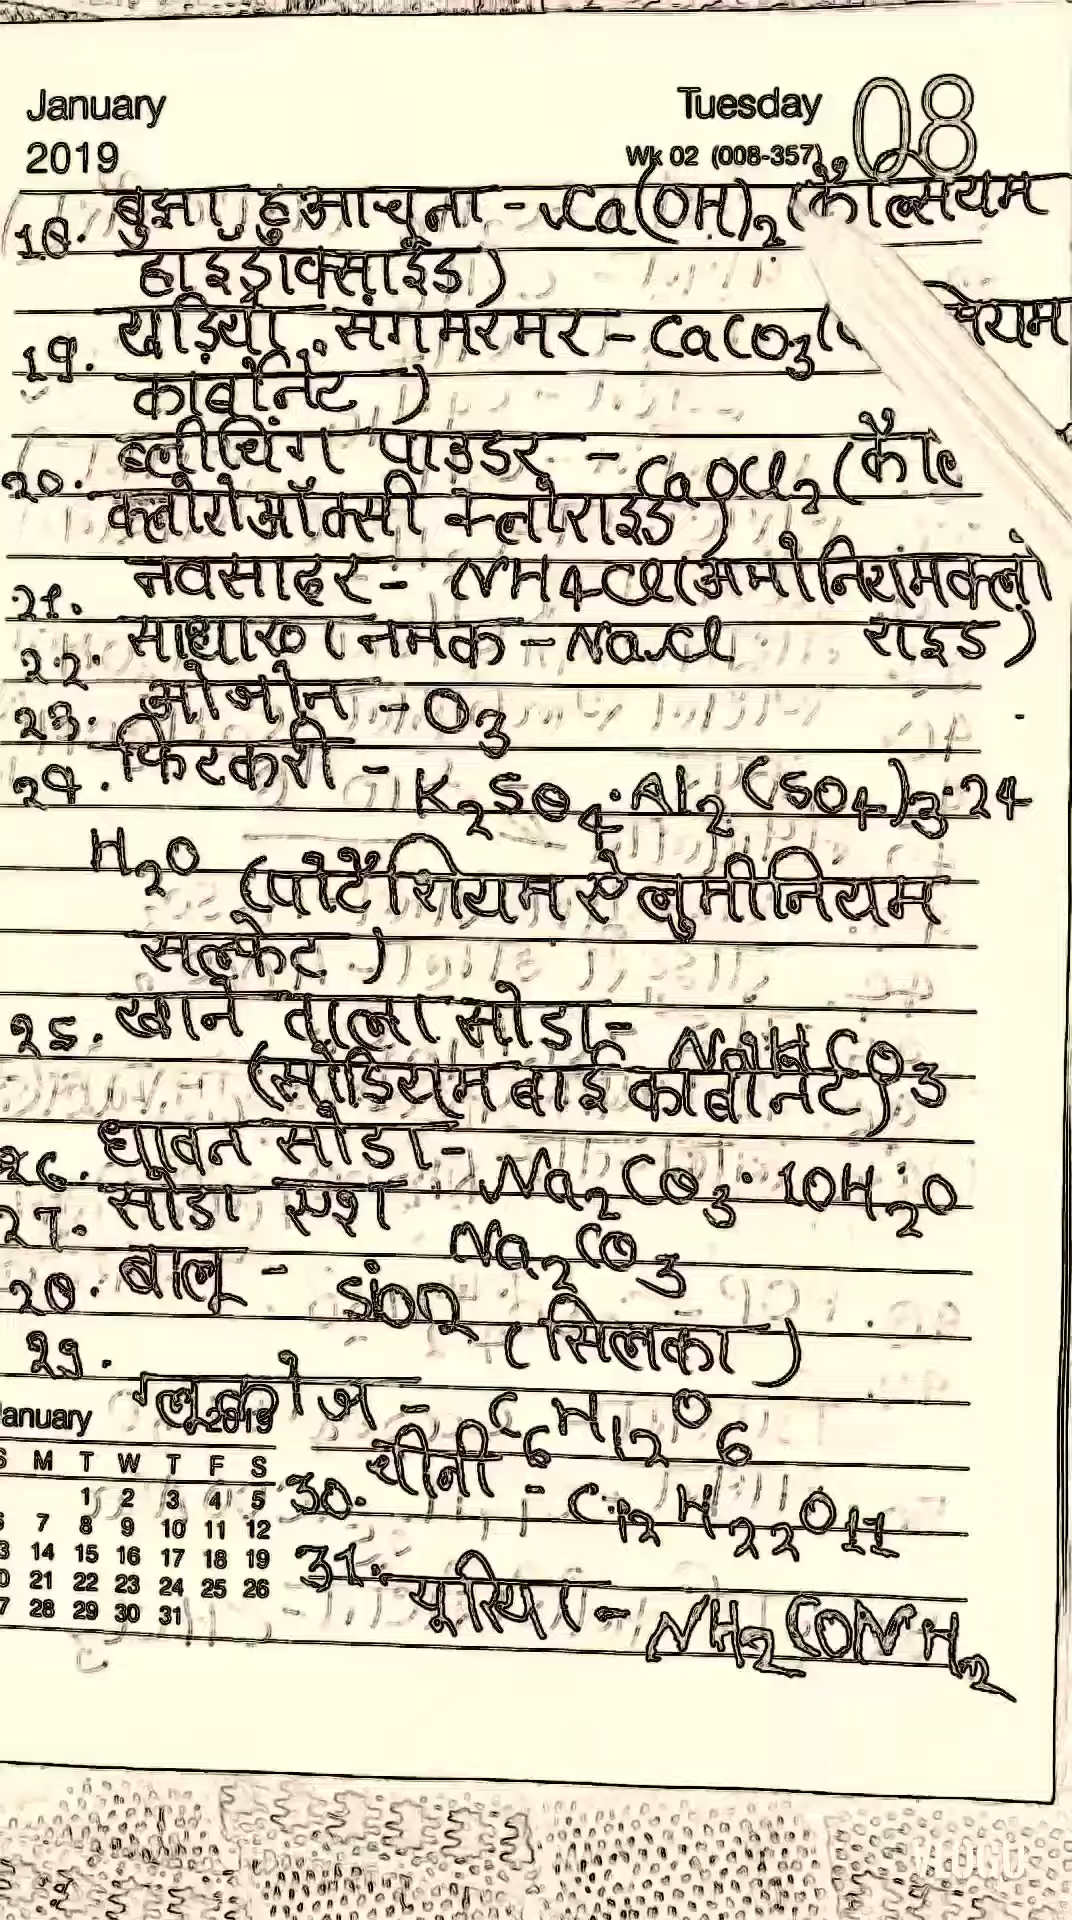 January
2019
Tuesday 08
Wk 02 (008-357)
18. बुझा हुआ चूना - Ca(OH)2 (कैल्सियम
हाइड्राक्साइड)
19. खड़िया, संगमरमर - CaCO3
कार्बोनेट)
20. ब्लीचिंग पाउडर - CaOCl2 (कैल
क्लोरोऑक्सी क्लोराइड)
21. नवसादर - NH4Cl (अमोनियमक्लो
राइड)
22. साधारण नमक - NaCl
23. ओजोन - O3
24. फिटकरी - K2SO4.Al2(SO4)3.24
H2O (पोटैशियम ऐलुमीनियम
सल्फेट)
25. खाने वाला सोडा - NaHCO3
(सोडियम बाई कार्बोनेट)
26. धावन सोडा - Na2CO3.10H2O
27. सोडा एश Na2CO3
28. बालू - SiO2
(सिलका)
29. ग्लूकोज - C6H12O6
30. चीनी - C12H22O11
31. यूरिया - NH2CONH2
January 2019
S M T W T F S
1 2 3 4 5
7 8 9 10 11 12
14 15 16 17 18 19
21 22 23 24 25 26
28 29 30 31